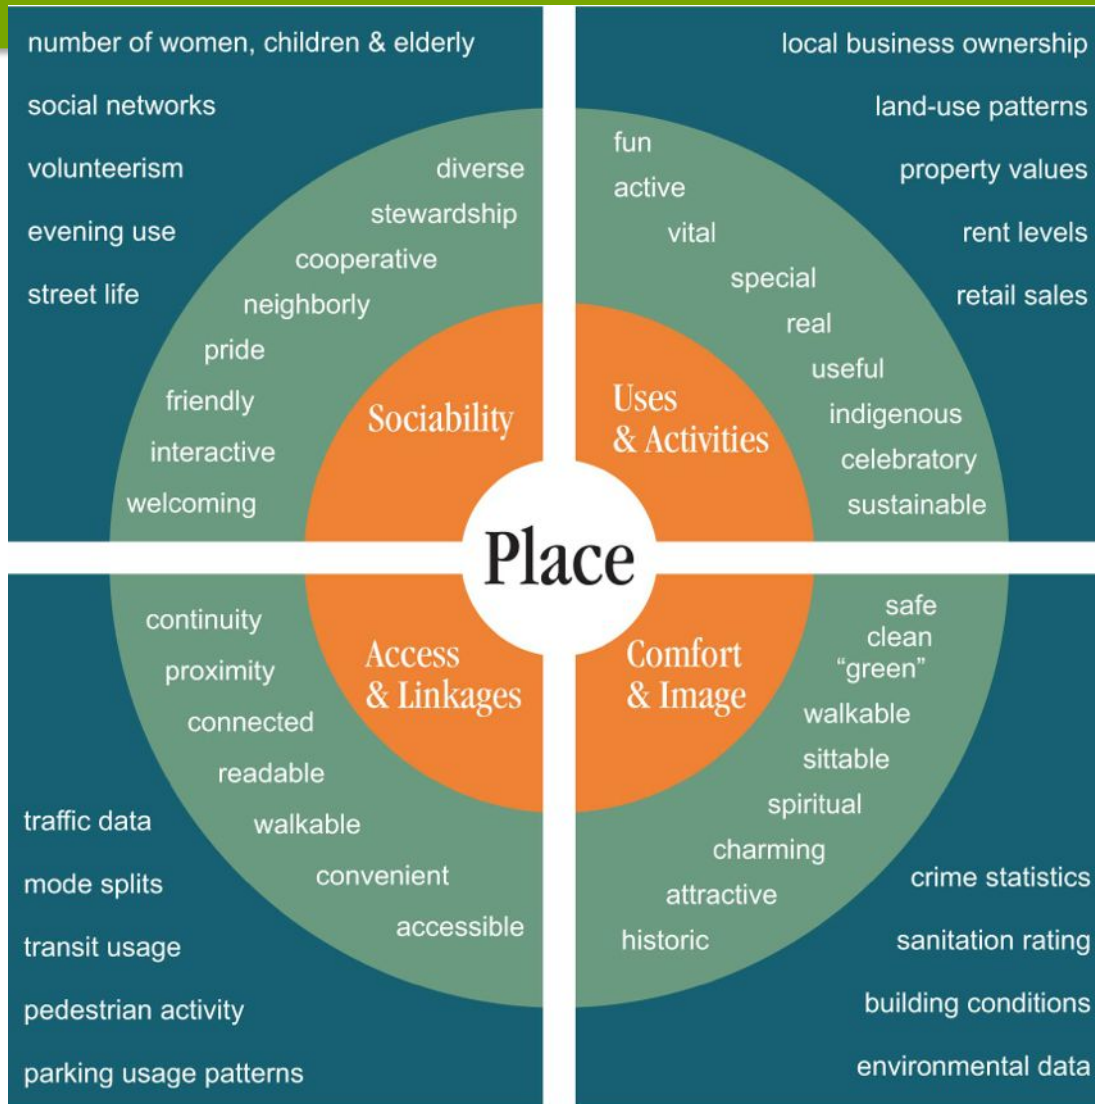 number of women, children & elderly
social networks
volunteerism
evening use
street life
diverse
stewardship
cooperative
neighborly
pride
friendly
interactive
welcoming
Sociability
local business ownership
land-use patterns
property values
rent levels
retail sales
fun
active
vital
special
real
useful
indigenous
celebratory
sustainable
Uses
& Activities
Place
Access
& Linkages
continuity
proximity
connected
readable
walkable
convenient
accessible
traffic data
mode splits
transit usage
pedestrian activity
parking usage patterns
Comfort
& Image
safe
clean
“green”
walkable
sittable
spiritual
charming
attractive
historic
crime statistics
sanitation rating
building conditions
environmental data